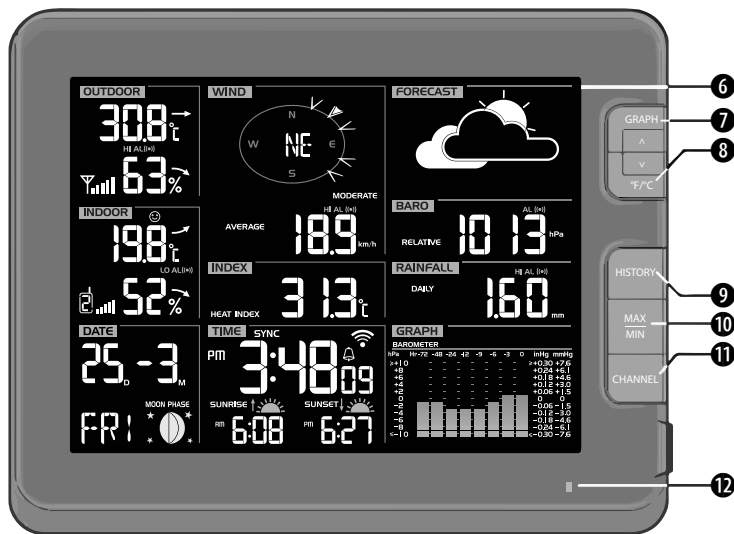 OUTDOOR
30.8 °C
HI AL
63 %
INDOOR
19.8 °C
LO AL
2
52 %
WIND
N
W NE E
S
MODERATE
HI AL
AVERAGE 18.9 km/h
FORECAST
BARO
AL
RELATIVE 1013 hPa
INDEX
HEAT INDEX 31.3 °C
RAINFALL
HI AL
DAILY 1.60 mm
DATE
25 D -3 M
MOON PHASE
FRI
TIME SYNC
PM 3:48 09
SUNRISE SUNSET
AM 6:08 PM 6:27
GRAPH
BAROMETER
hPa Hr-72 -48 -24 -12 -9 -6 -3 0 inHg mmHg
≥+10 ≥+0.30 +7.6
+8 +0.24 +6.1
+6 +0.18 +4.6
+4 +0.12 +3.0
+2 +0.06 +1.5
0 0 0
-2 -0.06 -1.5
-4 -0.12 -3.0
-6 -0.18 -4.6
-8 -0.24 -6.1
≤-10 ≤-0.30 -7.6
GRAPH
°F/°C
HISTORY
MAX
MIN
CHANNEL
6
7
8
9
10
11
12